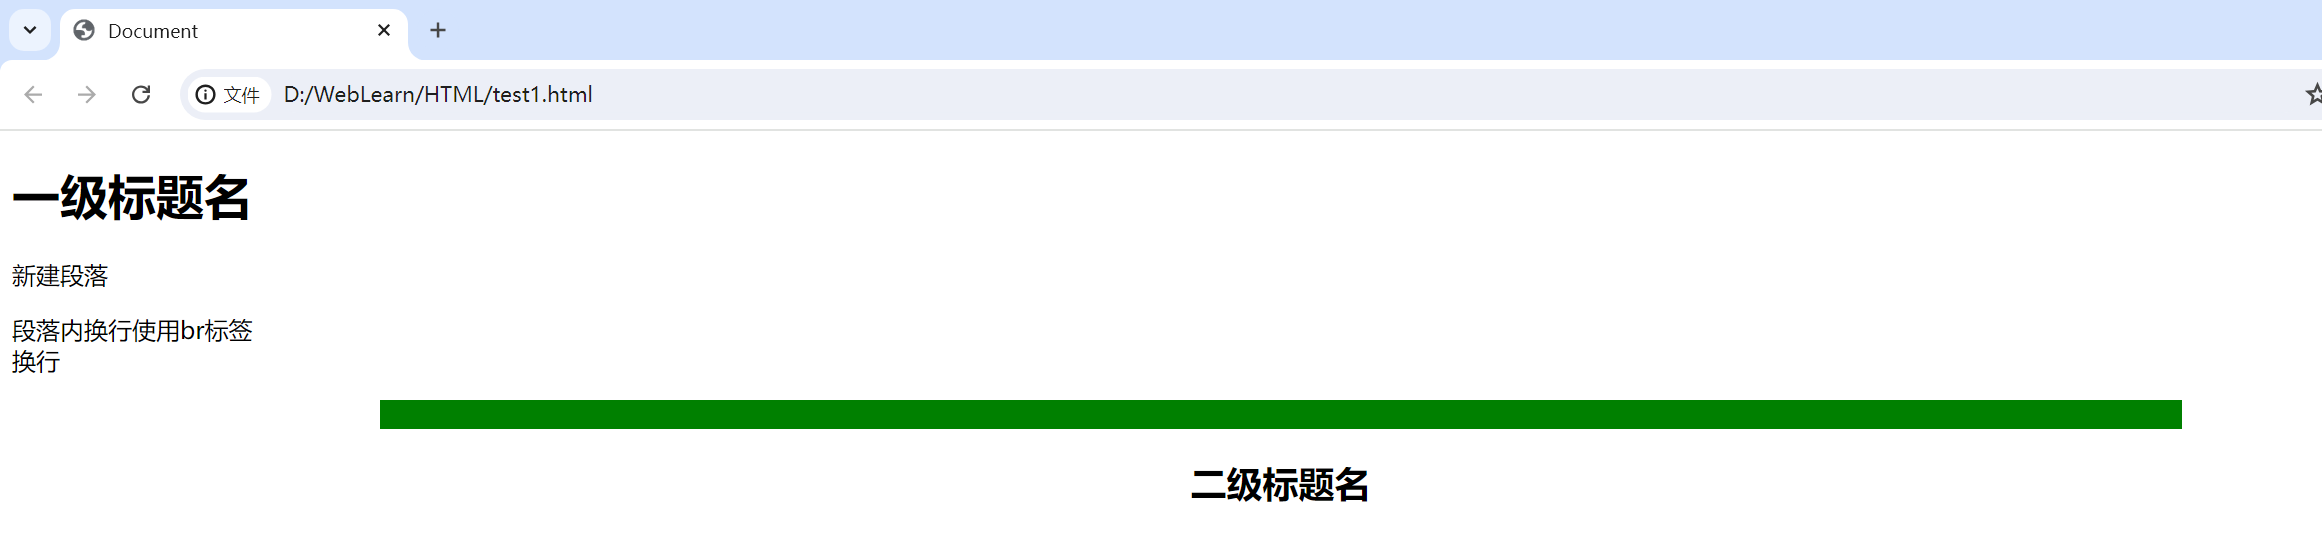 Document
文件 D:/WebLearn/HTML/test1.html
一级标题名
新建段落
段落内换行使用br标签
换行
二级标题名